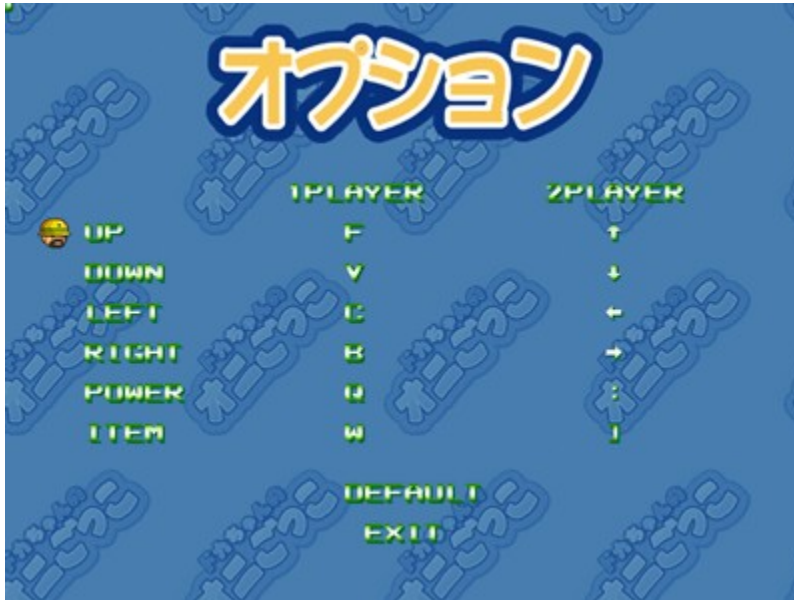 オプション
1PLAYER 2PLAYER
UP F ↑
DOWN V ↓
LEFT C ←
RIGHT B →
POWER Q :
ITEM W ]
DEFAULT
EXIT